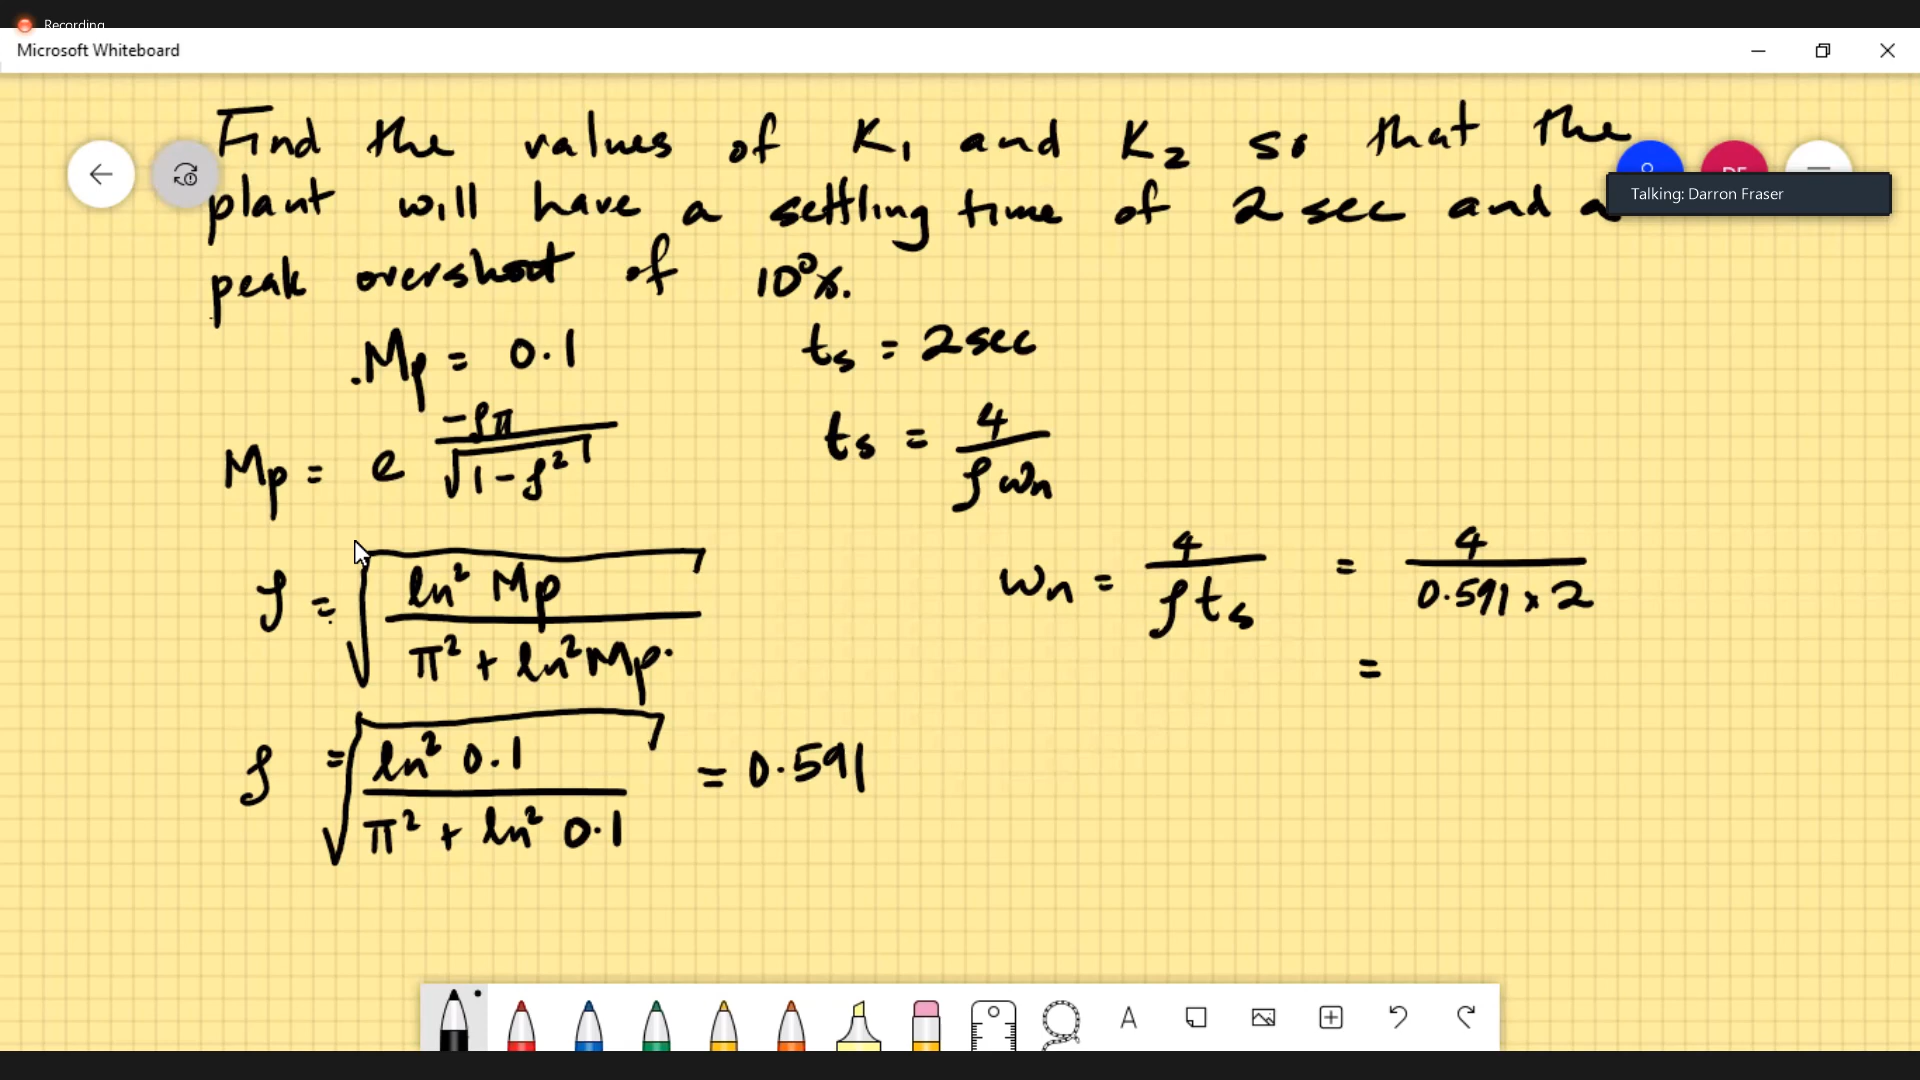 Recording
Microsoft Whiteboard
Find the values of K₁ and K₂ so that the
plant will have a settling time of 2 sec and a
Talking: Darron Fraser
peak overshoot of 10%.
Mp = 0.1
ts = 2sec
Mp = e^(-ζπ/√(1-ζ²))
ts = 4/(ζωn)
ζ = √(ln² Mp/(π² + ln² Mp))
ωn = 4/(ζts) = 4/(0.591 x 2)
=
ζ = √(ln² 0.1/(π² + ln² 0.1)) = 0.591